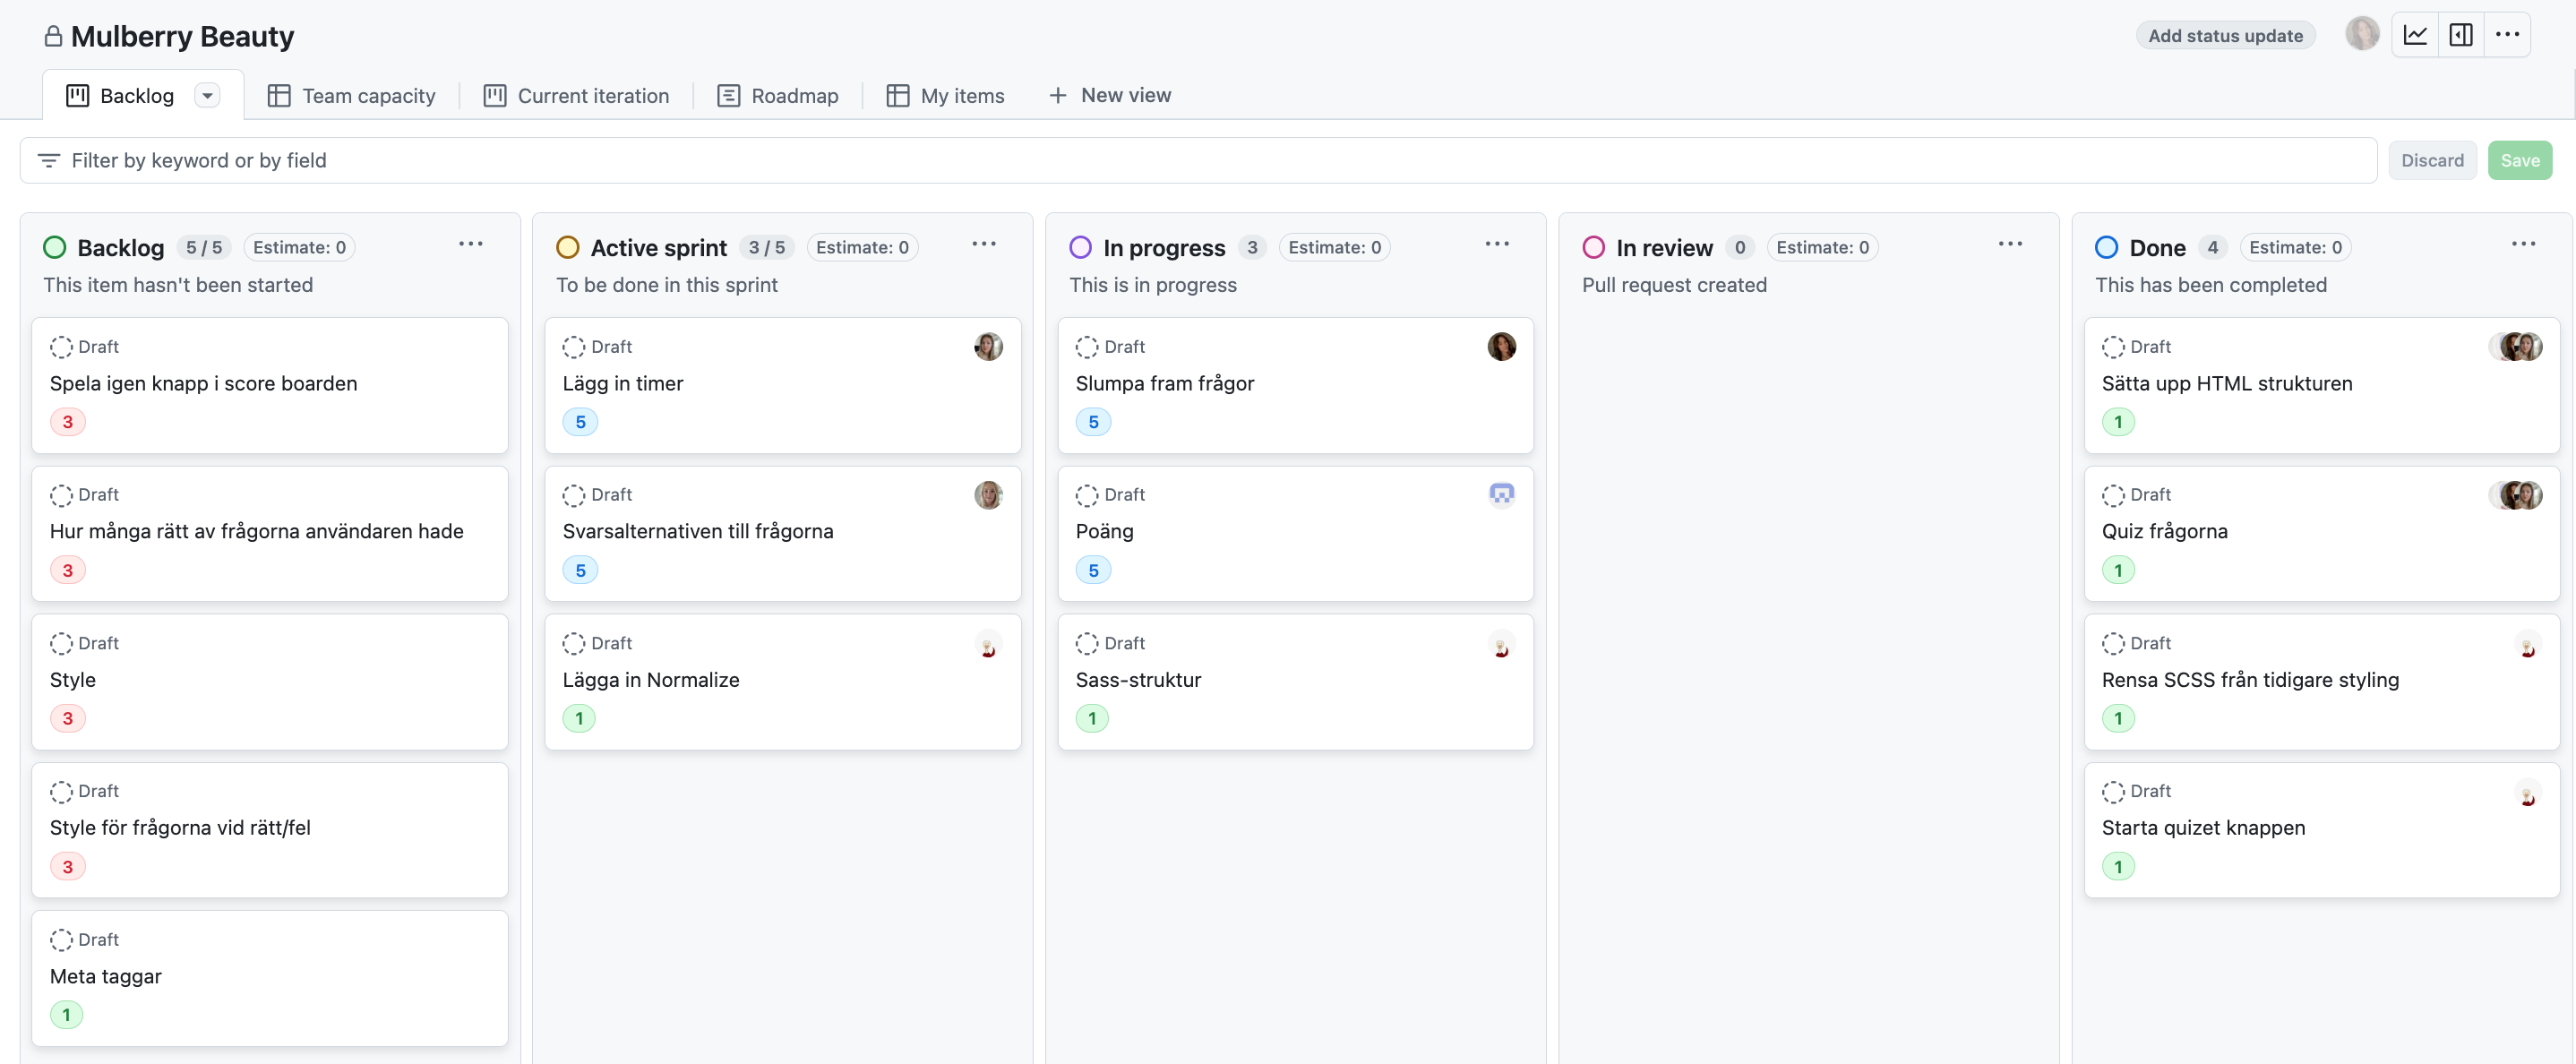 Mulberry Beauty
Add status update
Backlog
Team capacity
Current iteration
Roadmap
My items
New view
Filter by keyword or by field
Discard
Save
Backlog 5 / 5 Estimate: 0
This item hasn't been started
Draft
Spela igen knapp i score boarden
3
Draft
Hur många rätt av frågorna användaren hade
3
Draft
Style
3
Draft
Style för frågorna vid rätt/fel
3
Draft
Meta taggar
1
Active sprint 3 / 5 Estimate: 0
To be done in this sprint
Draft
Lägg in timer
5
Draft
Svarsalternativen till frågorna
5
Draft
Lägga in Normalize
1
In progress 3 Estimate: 0
This is in progress
Draft
Slumpa fram frågor
5
Draft
Poäng
5
Draft
Sass-struktur
1
In review 0 Estimate: 0
Pull request created
Done 4 Estimate: 0
This has been completed
Draft
Sätta upp HTML strukturen
1
Draft
Quiz frågorna
1
Draft
Rensa SCSS från tidigare styling
1
Draft
Starta quizet knappen
1